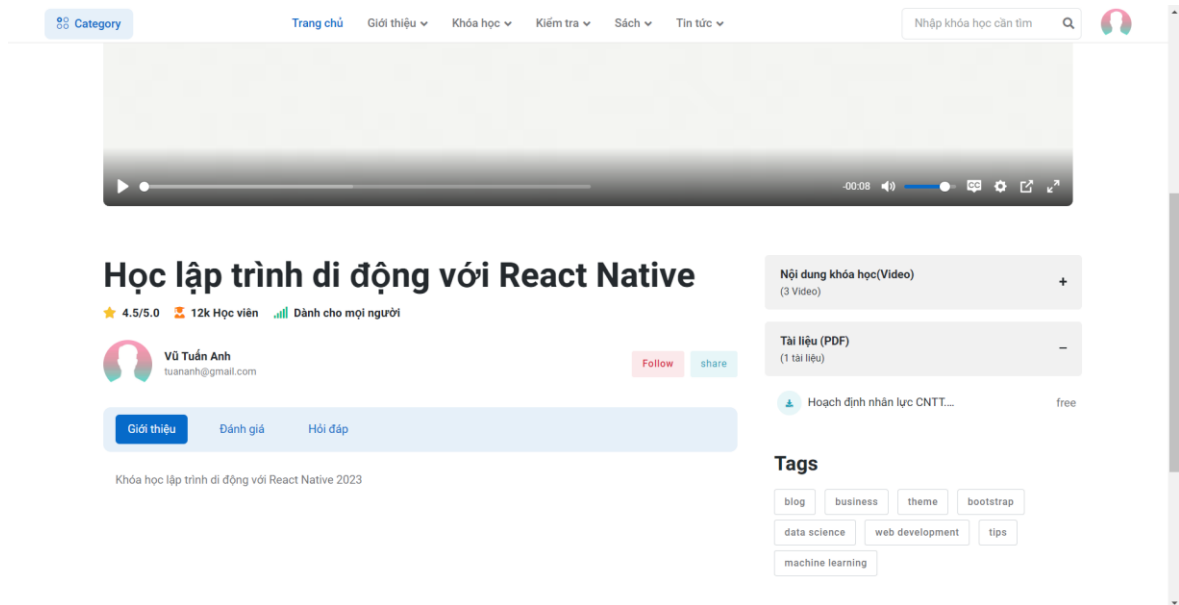 Category Trang chủ Giới thiệu Khóa học Kiểm tra Sách Tin tức Nhập khóa học cần tìm
-00:08 CC
Học lập trình di động với React Native
4.5/5.0 12k Học viên Dành cho mọi người
Vũ Tuấn Anh
tuananh@gmail.com
Follow share
Giới thiệu Đánh giá Hỏi đáp
Khóa học lập trình di động với React Native 2023
Nội dung khóa học(Video)
(3 Video)
+
Tài liệu (PDF)
(1 tài liệu)
−
Hoạch định nhân lực CNTT.... free
Tags
blog business theme bootstrap
data science web development tips
machine learning